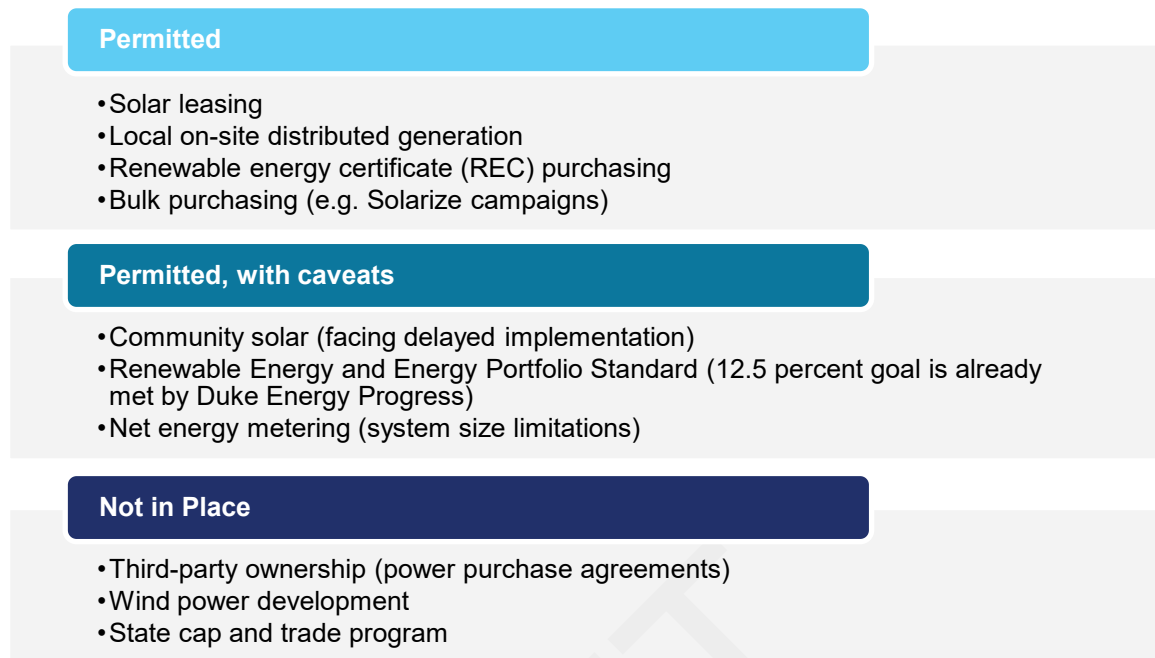 Permitted
•Solar leasing
•Local on-site distributed generation
•Renewable energy certificate (REC) purchasing
•Bulk purchasing (e.g. Solarize campaigns)
Permitted, with caveats
•Community solar (facing delayed implementation)
•Renewable Energy and Energy Portfolio Standard (12.5 percent goal is already
met by Duke Energy Progress)
•Net energy metering (system size limitations)
Not in Place
•Third-party ownership (power purchase agreements)
•Wind power development
•State cap and trade program